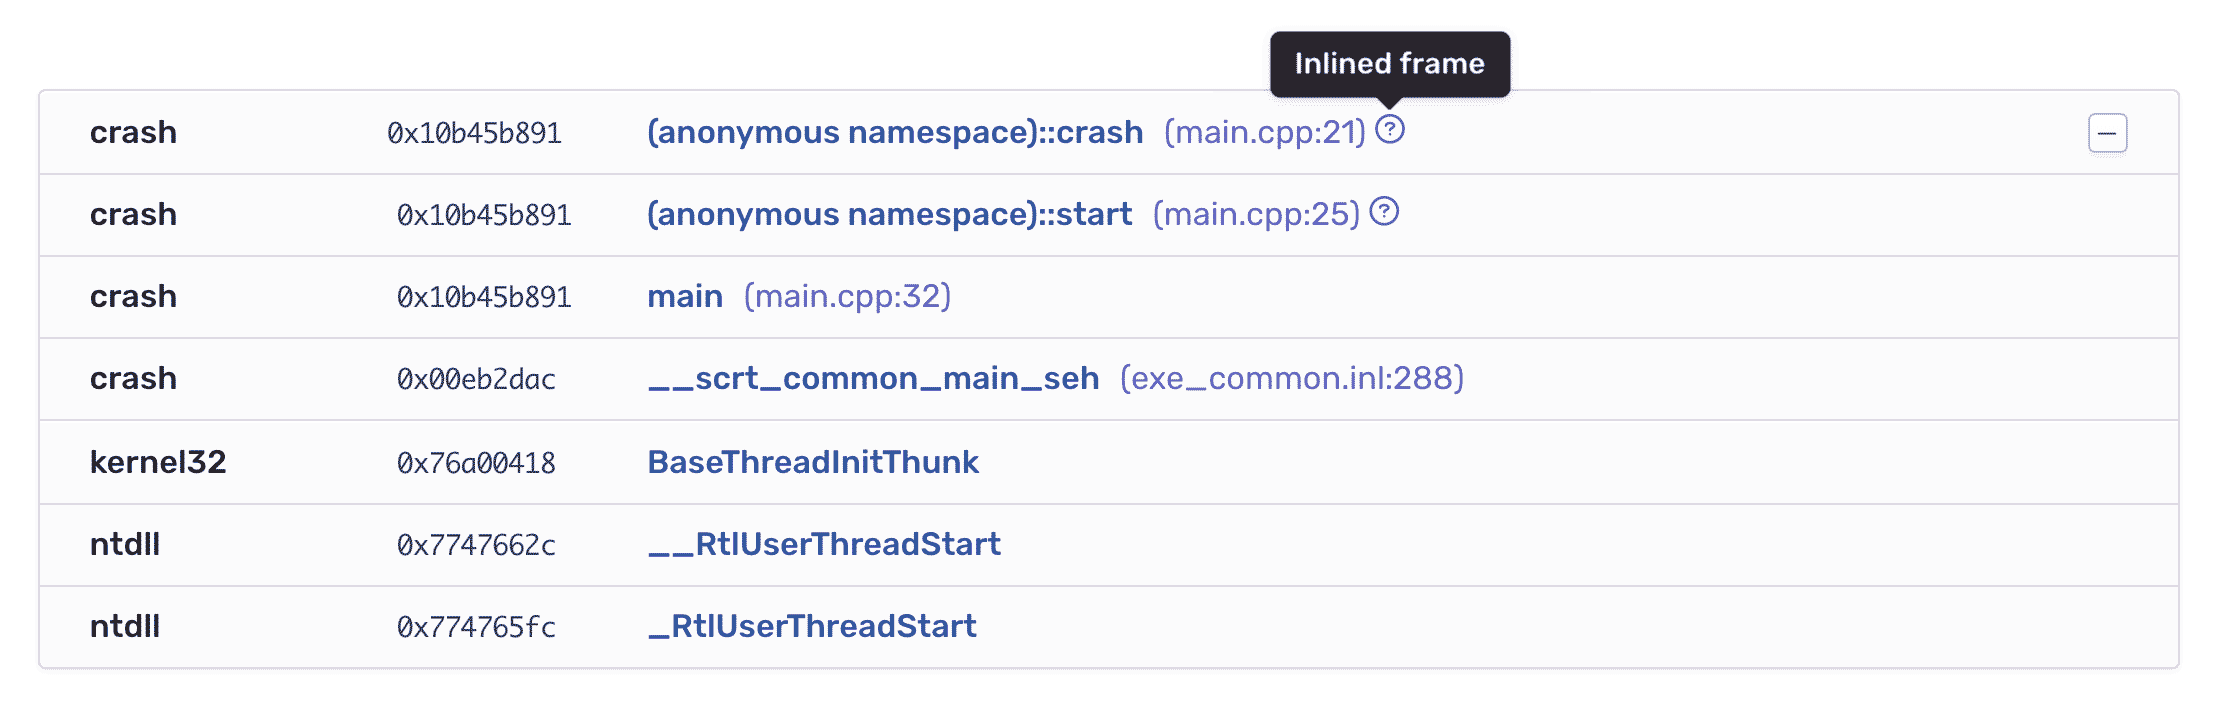 Inlined frame
crash 0x10b45b891 (anonymous namespace)::crash (main.cpp:21) ?
crash 0x10b45b891 (anonymous namespace)::start (main.cpp:25) ?
crash 0x10b45b891 main (main.cpp:32)
crash 0x00eb2dac __scrt_common_main_seh (exe_common.inl:288)
kernel32 0x76a00418 BaseThreadInitThunk
ntdll 0x7747662c __RtlUserThreadStart
ntdll 0x774765fc _RtlUserThreadStart